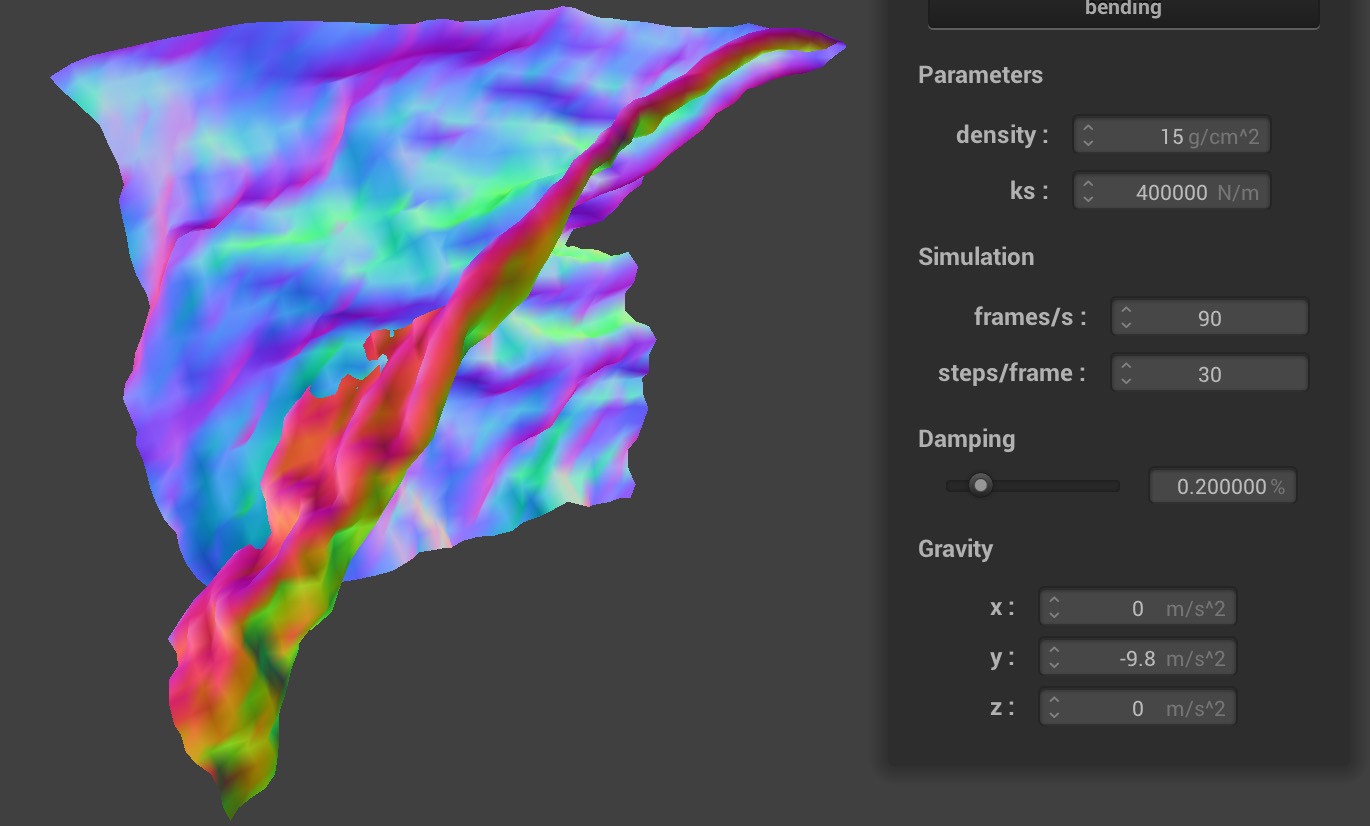 bending
Parameters
density :
15 g/cm^2
ks :
400000 N/m
Simulation
frames/s :
90
steps/frame :
30
Damping
0.200000 %
Gravity
x :
0 m/s^2
y :
-9.8 m/s^2
z :
0 m/s^2